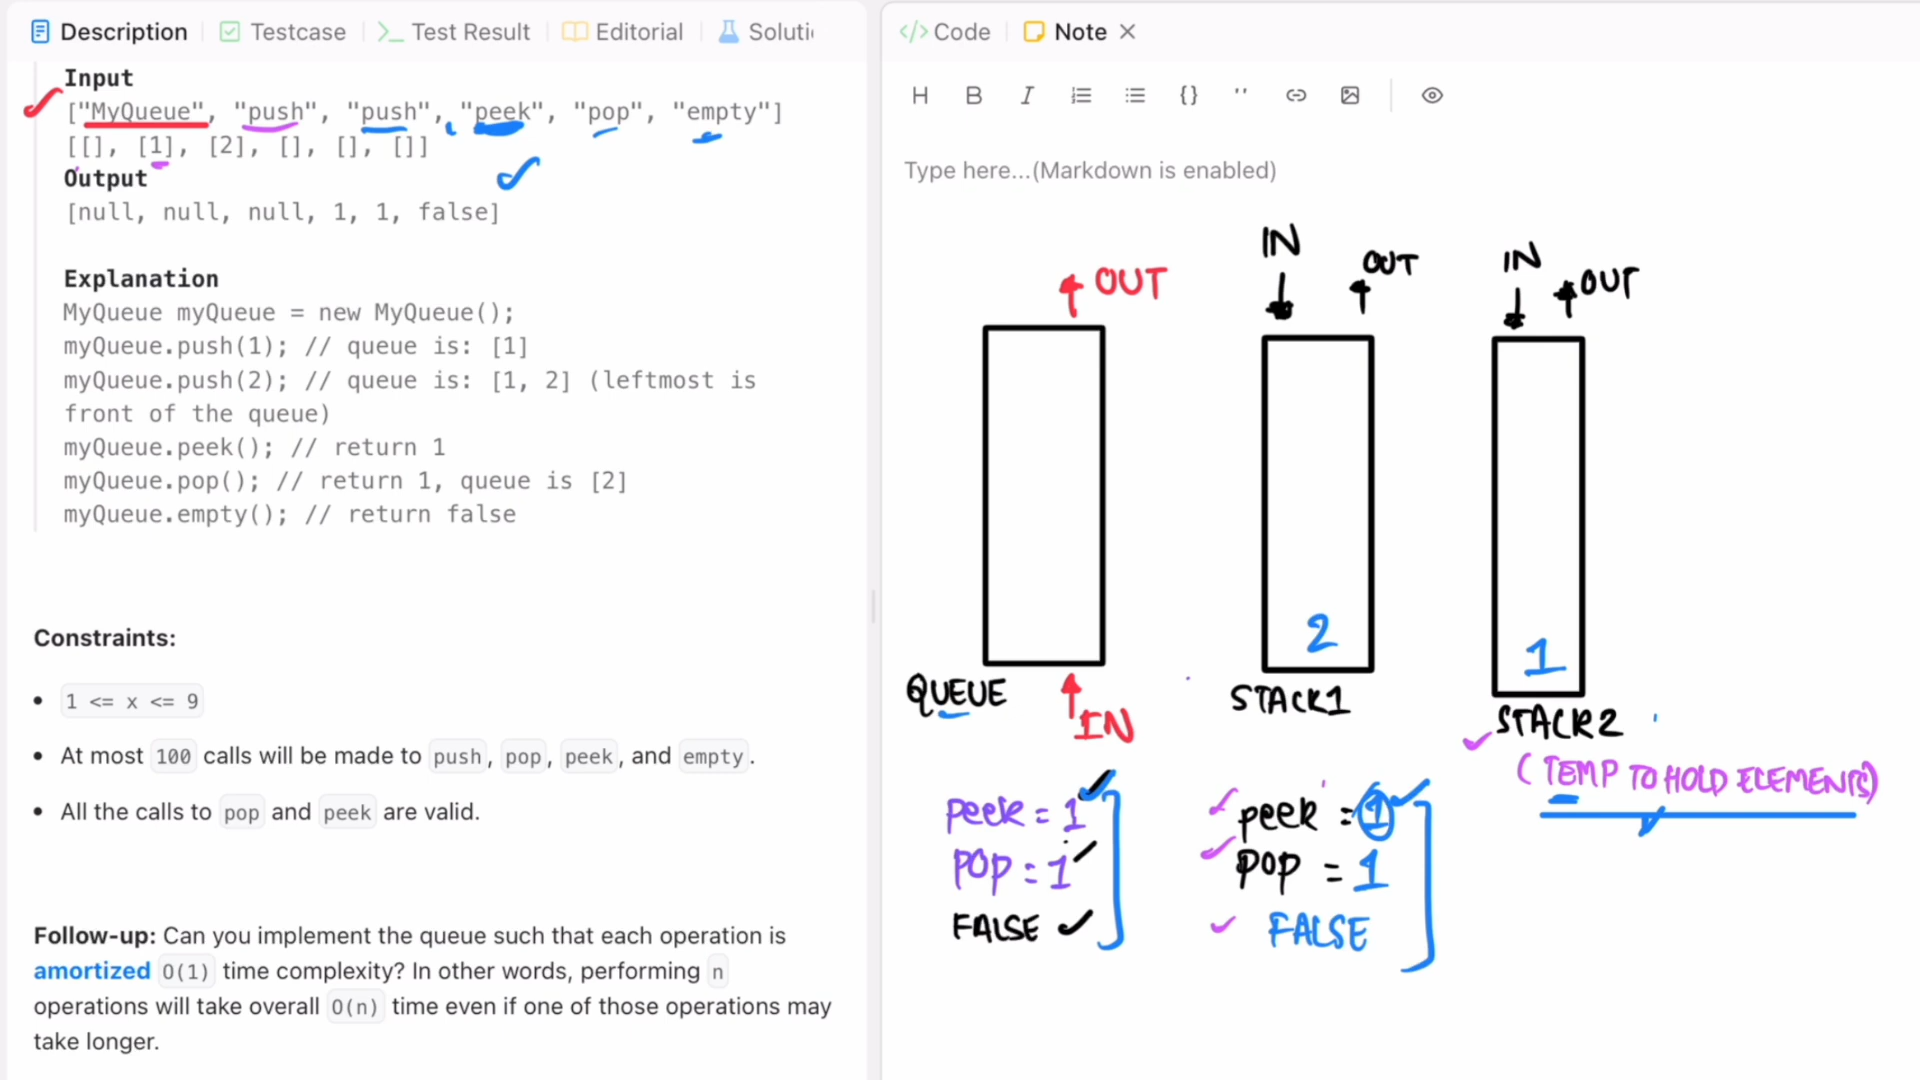 Description Testcase Test Result Editorial Soluti
Input
["MyQueue", "push", "push", "peek", "pop", "empty"]
[[], [1], [2], [], [], []]
Output
[null, null, null, 1, 1, false]
Explanation
MyQueue myQueue = new MyQueue();
myQueue.push(1); // queue is: [1]
myQueue.push(2); // queue is: [1, 2] (leftmost is
front of the queue)
myQueue.peek(); // return 1
myQueue.pop(); // return 1, queue is [2]
myQueue.empty(); // return false
Constraints:
• 1 <= x <= 9
• At most 100 calls will be made to push, pop, peek, and empty.
• All the calls to pop and peek are valid.
Follow-up: Can you implement the queue such that each operation is
amortized O(1) time complexity? In other words, performing n
operations will take overall O(n) time even if one of those operations may
take longer.
</> Code Note ×
H B I {} ''
Type here...(Markdown is enabled)
OUT
IN
QUEUE
IN OUT
2
STACK1
IN OUT
1
STACK2
(TEMP TO HOLD ELEMENTS)
Peek = 1
POP = 1
FALSE
peek = 1
POP = 1
FALSE